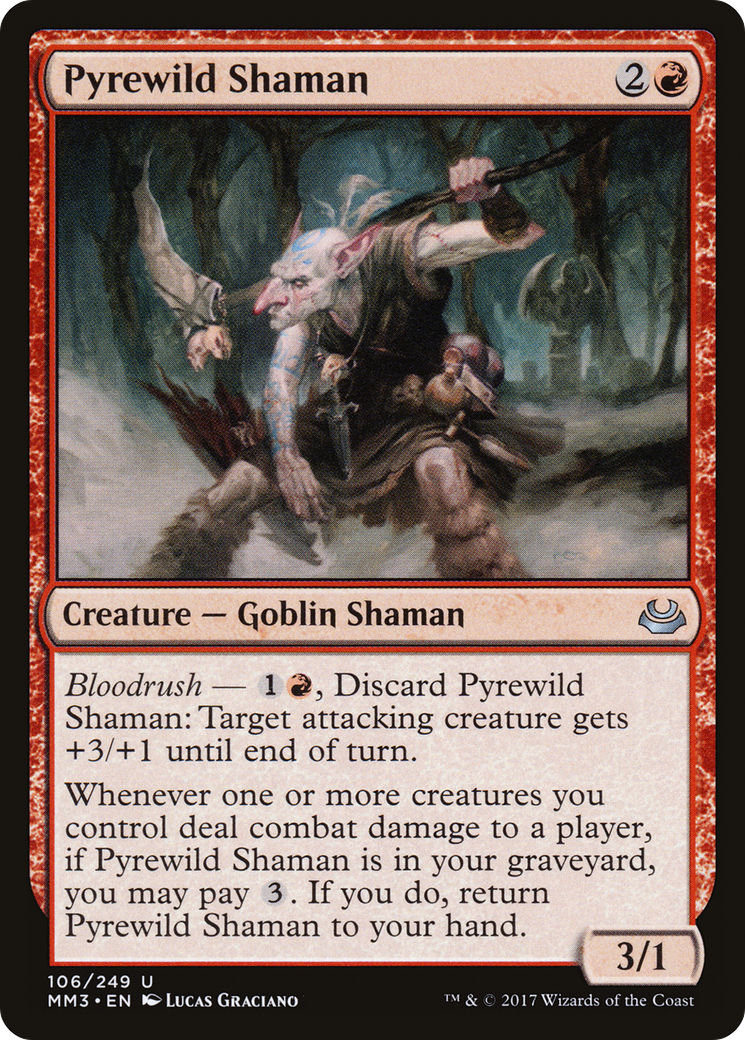 Pyrewild Shaman 2
Creature — Goblin Shaman
Bloodrush — 1, Discard Pyrewild
Shaman: Target attacking creature gets
+3/+1 until end of turn.
Whenever one or more creatures you
control deal combat damage to a player,
if Pyrewild Shaman is in your graveyard,
you may pay 3. If you do, return
Pyrewild Shaman to your hand.
3/1
106/249 U
MM3 • EN Lucas Graciano
™ & © 2017 Wizards of the Coast